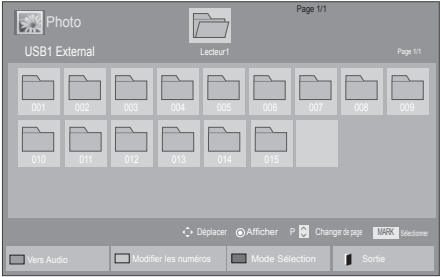 Page 1/1
Photo
USB1 External
Lecteur1
Page 1/1
001 002 003 004 005 006 007 008 009
010 011 012 013 014 015
Déplacer Afficher P Changer de page MARK Sélectionner
Vers Audio Modifier les numéros Mode Sélection Sortie